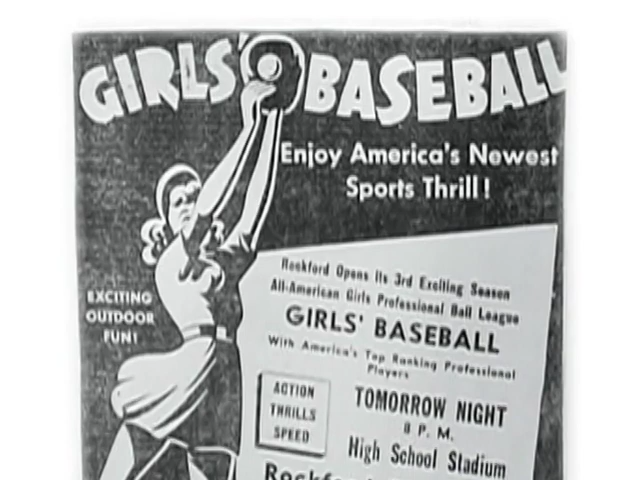 GIRLS' BASEBALL
Enjoy America's Newest
Sports Thrill!
Rockford Opens Its 3rd Exciting Season
All-American Girls Professional Ball League
GIRLS' BASEBALL
With America's Top Ranking Professional
Players
EXCITING
OUTDOOR
FUN!
ACTION
THRILLS
SPEED
TOMORROW NIGHT
8 P. M.
High School Stadium